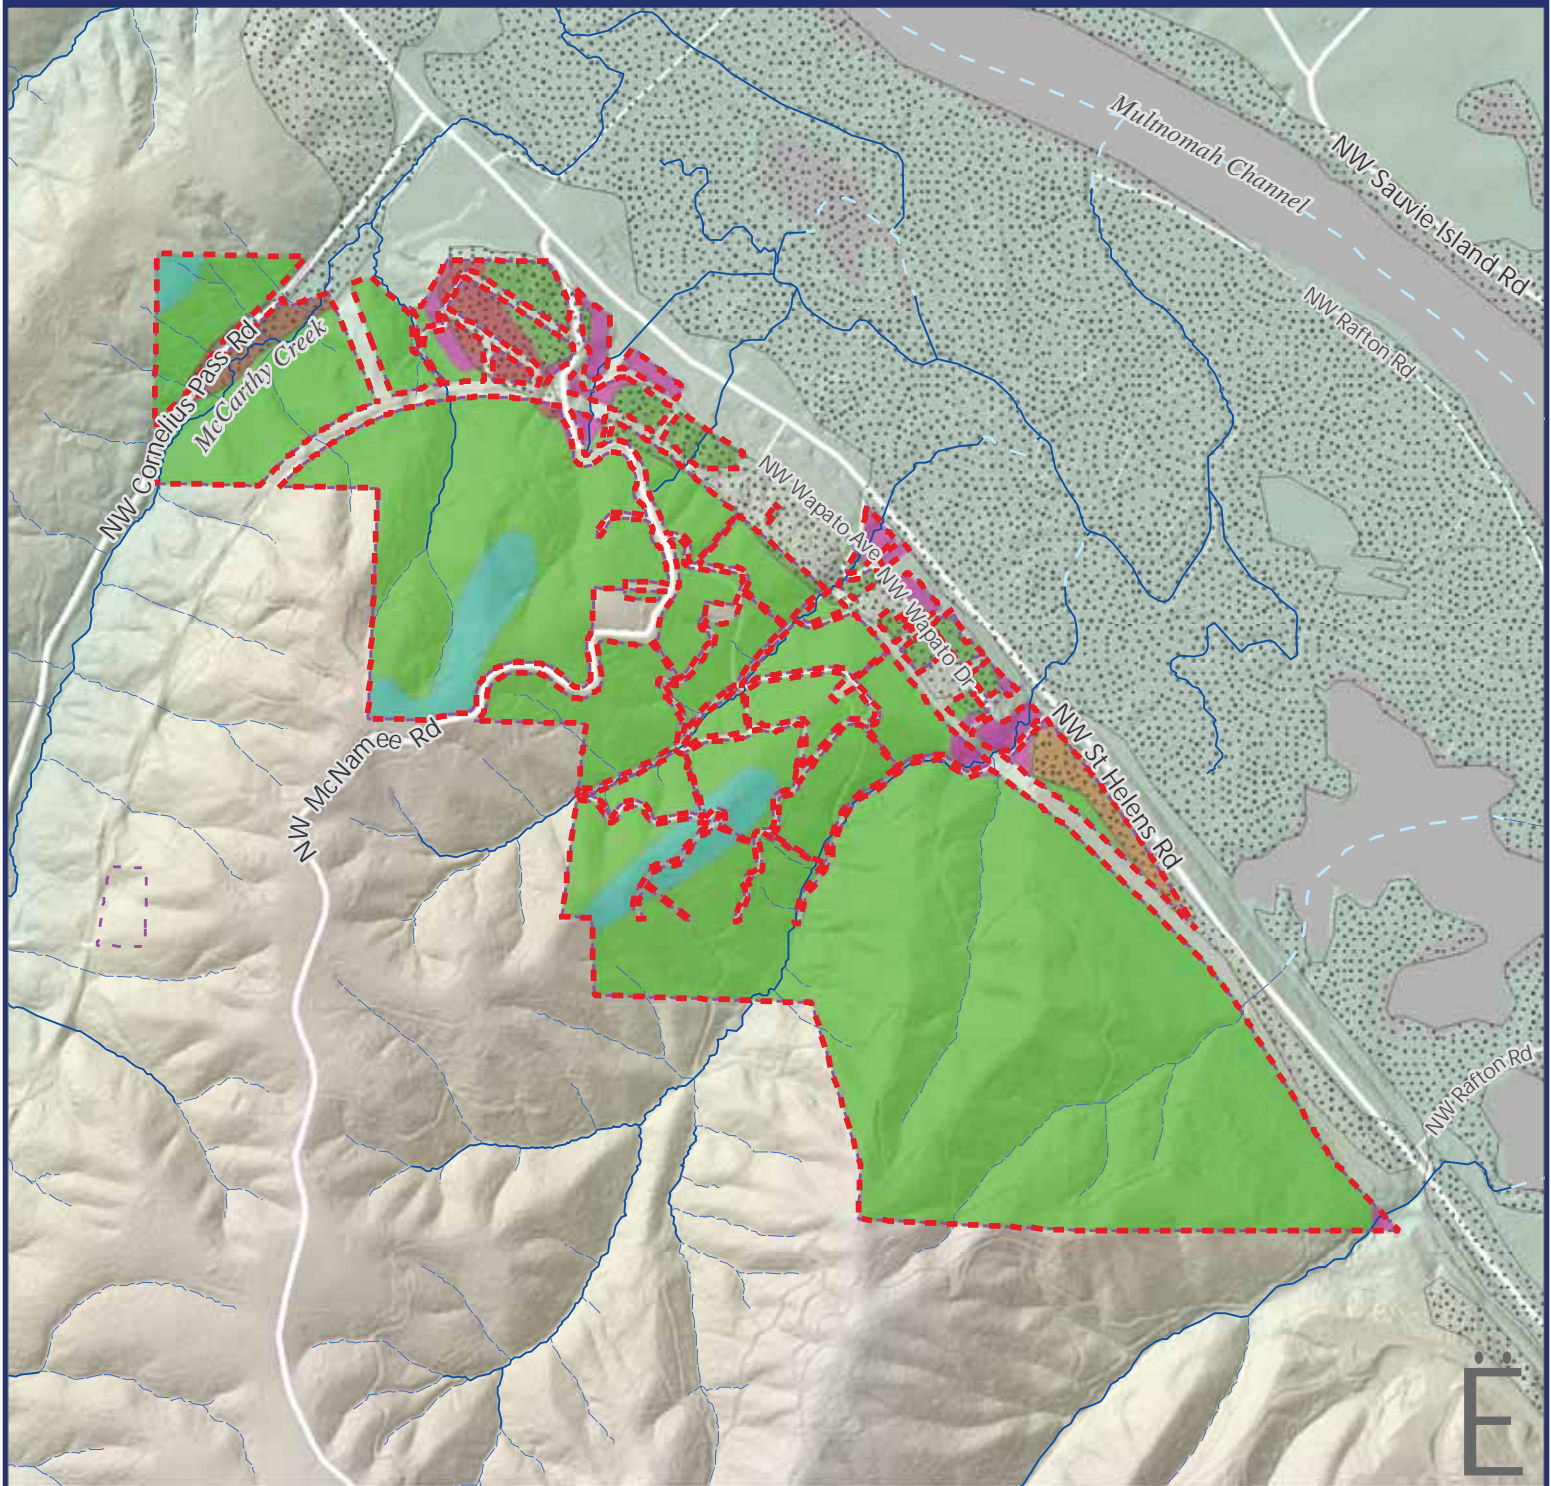 Multnomah Channel
NW Sauvie Island Rd
NW Rafton Rd
NW Cornelius Pass Rd
McCarthy Creek
NW Wapato Ave
NW Wapato Dr
NW McNamee Rd
NW St Helens Rd
NW Rafton Rd
Ë